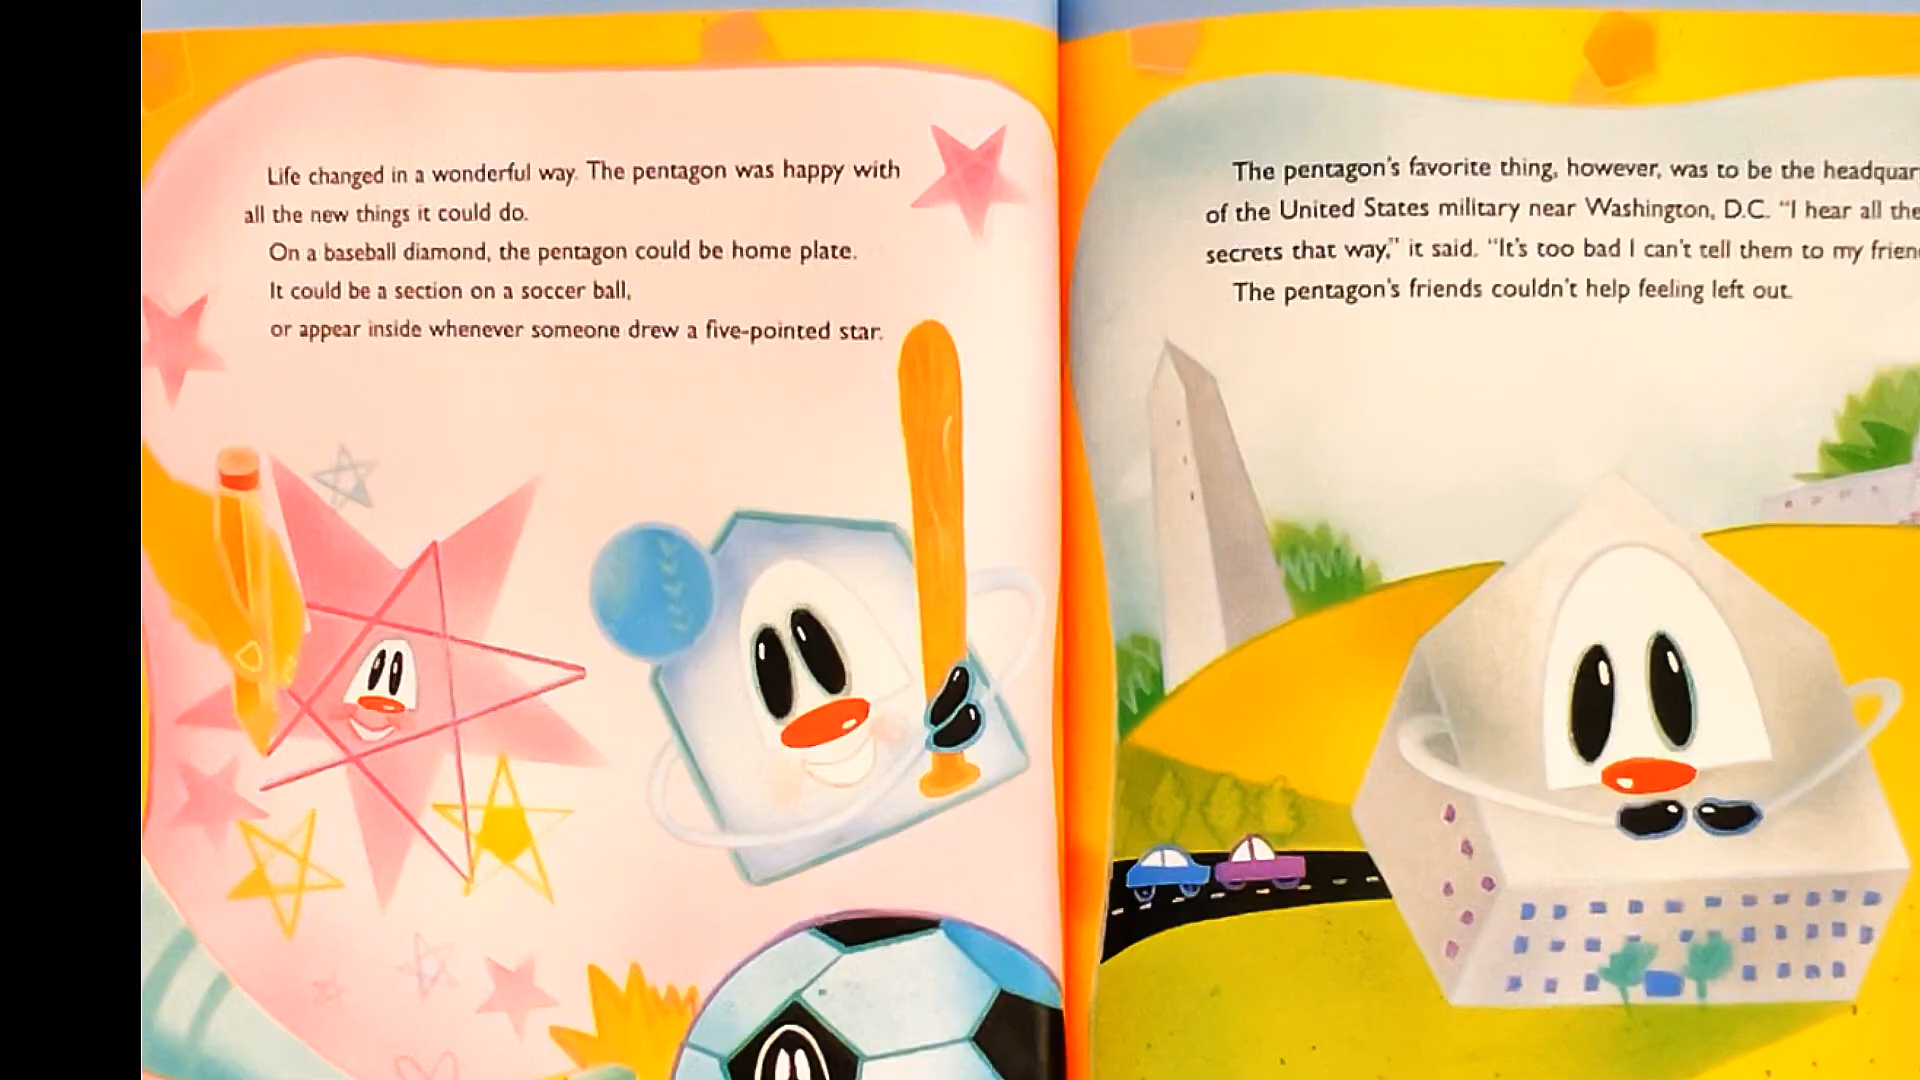 Life changed in a wonderful way. The pentagon was happy with
all the new things it could do.
On a baseball diamond, the pentagon could be home plate.
It could be a section on a soccer ball,
or appear inside whenever someone drew a five-pointed star.
The pentagon's favorite thing, however, was to be the
of the United States military near Washington, D.C. “I hear all
secrets that way,” it said. “It's too bad I can't tell them to my
The pentagon's friends couldn't help feeling left out.